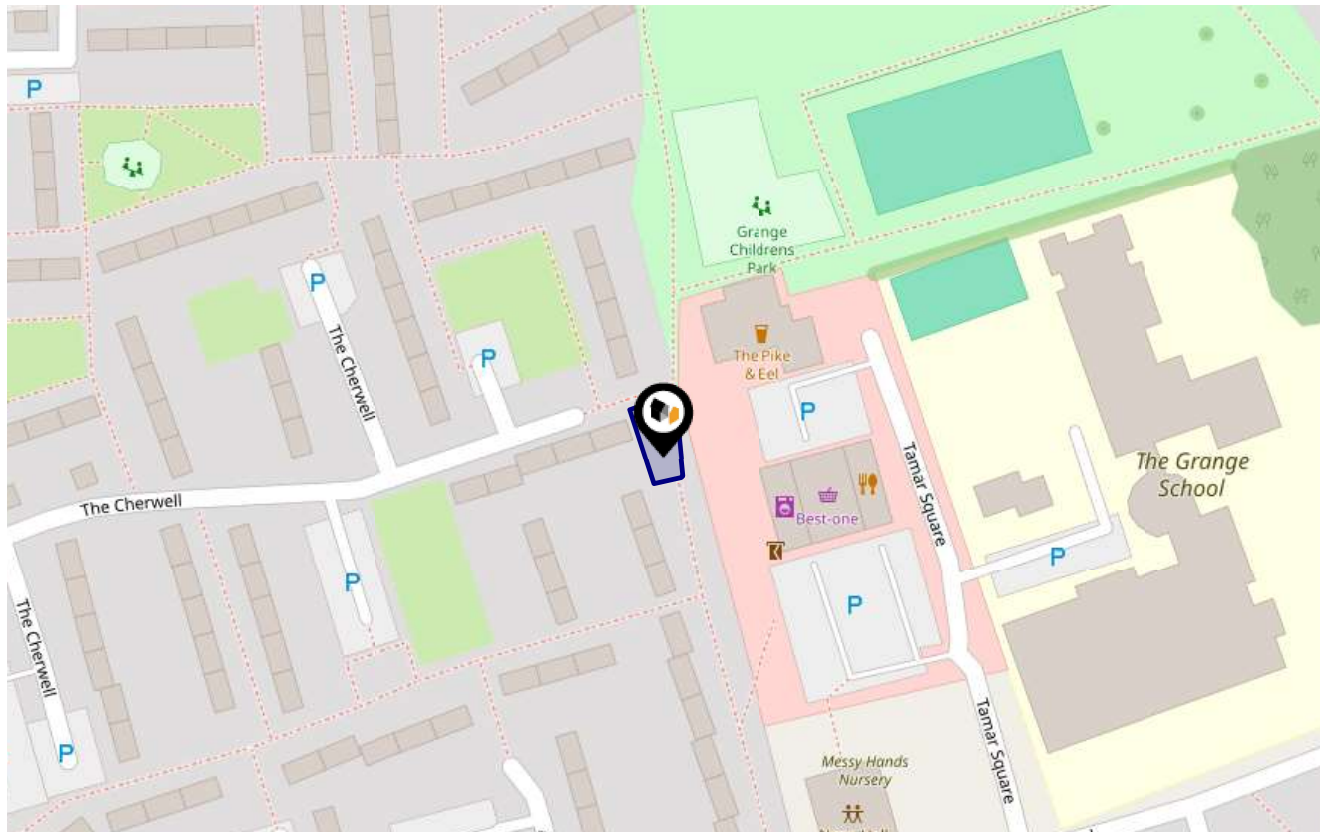 P
Grange
Childrens
Park
P
The Pike
& Eel
The Cherwell
P
P
Tamar Square
The Grange
School
The Cherwell
Best-one
P
P
P
The Cherwell
Tamar Square
P
Messy Hands
Nursery